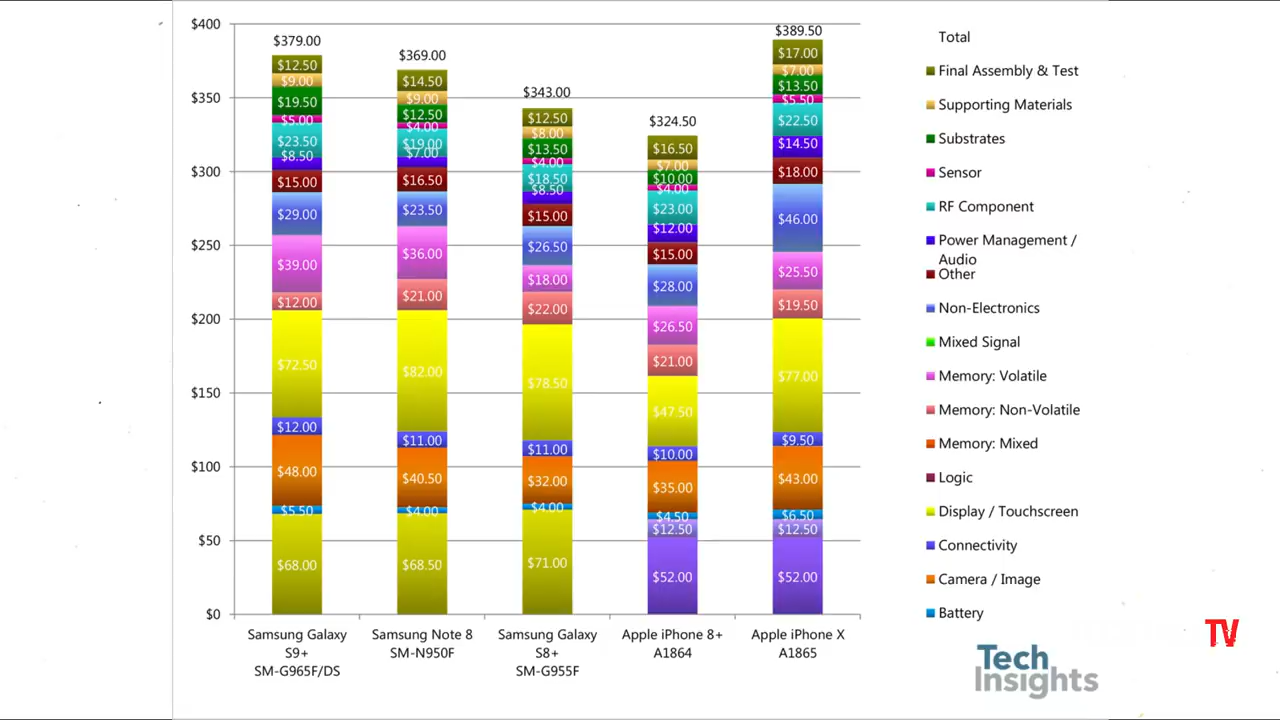 $400
$350
$300
$250
$200
$150
$100
$50
$0
$379.00
$12.50
$9.00
$19.50
$5.00
$23.50
$8.50
$15.00
$29.00
$39.00
$12.00
$72.50
$12.00
$48.00
$5.50
$68.00
$369.00
$14.50
$9.00
$12.50
$4.00
$19.00
$7.00
$16.50
$23.50
$36.00
$21.00
$82.00
$11.00
$40.50
$4.00
$68.50
$343.00
$12.50
$8.00
$13.50
$4.00
$18.50
$8.50
$15.00
$26.50
$18.00
$22.00
$78.50
$11.00
$32.00
$4.00
$71.00
$324.50
$16.50
$7.00
$10.00
$4.00
$23.00
$12.00
$15.00
$28.00
$26.50
$21.00
$47.50
$10.00
$35.00
$4.50
$12.50
$52.00
$389.50
$17.00
$7.00
$13.50
$5.50
$22.50
$14.50
$18.00
$46.00
$25.50
$19.50
$77.00
$9.50
$43.00
$6.50
$12.50
$52.00
Samsung Galaxy
S9+
SM-G965F/DS
Samsung Note 8
SM-N950F
Samsung Galaxy
S8+
SM-G955F
Apple iPhone 8+
A1864
Apple iPhone X
A1865
Total
Final Assembly & Test
Supporting Materials
Substrates
Sensor
RF Component
Power Management /
Audio
Other
Non-Electronics
Mixed Signal
Memory: Volatile
Memory: Non-Volatile
Memory: Mixed
Logic
Display / Touchscreen
Connectivity
Camera / Image
Battery
TV
Tech
Insights